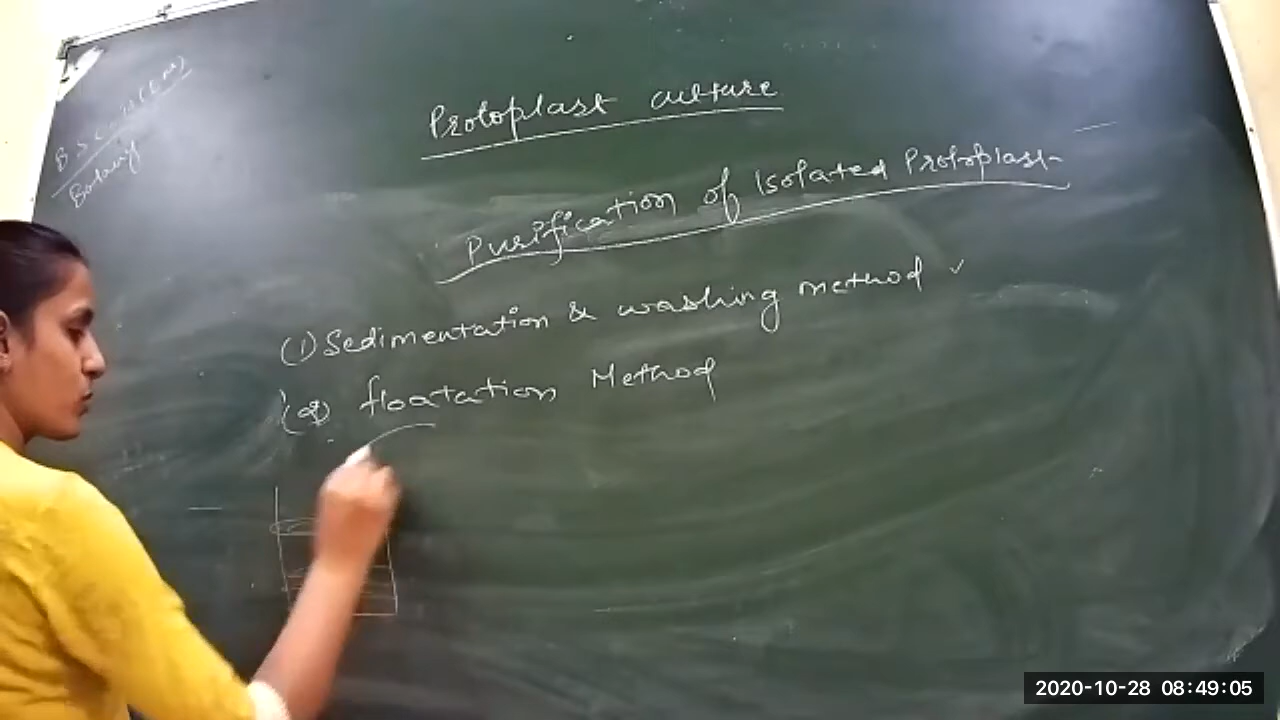 Botany
Protoplast culture
Purification of Isolated Protoplast
(1) Sedimentation & washing method
(2) floatation Method
2020-10-28 08:49:05